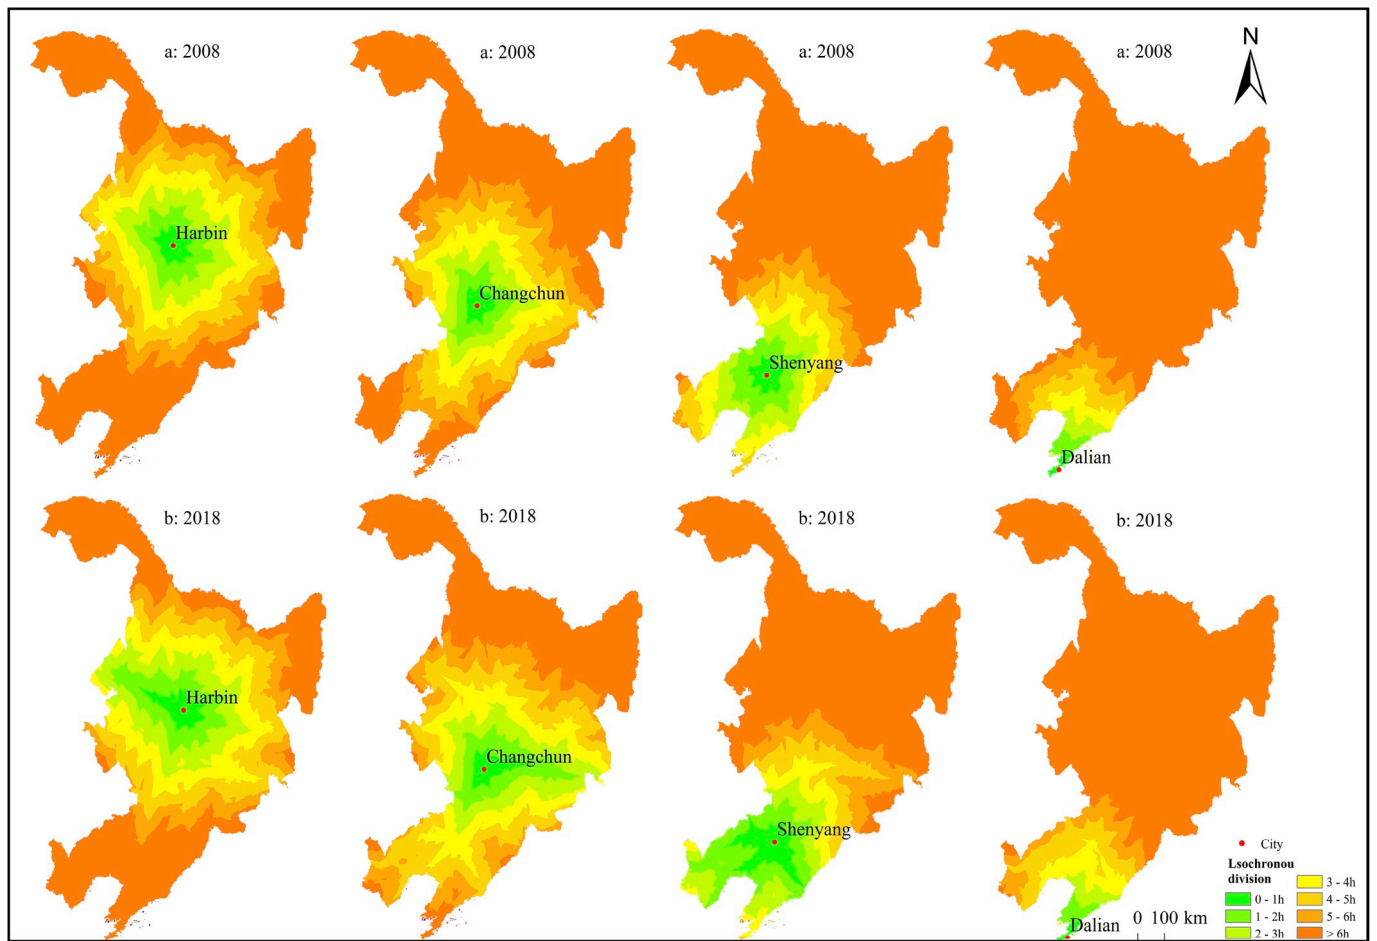 a: 2008
a: 2008
a: 2008
a: 2008
N
Harbin
Changchun
Shenyang
Dalian
b: 2018
b: 2018
b: 2018
b: 2018
Harbin
Changchun
Shenyang
Dalian
0 100 km
City
Lsochronou
division
0 - 1h
1 - 2h
2 - 3h
3 - 4h
4 - 5h
5 - 6h
> 6h